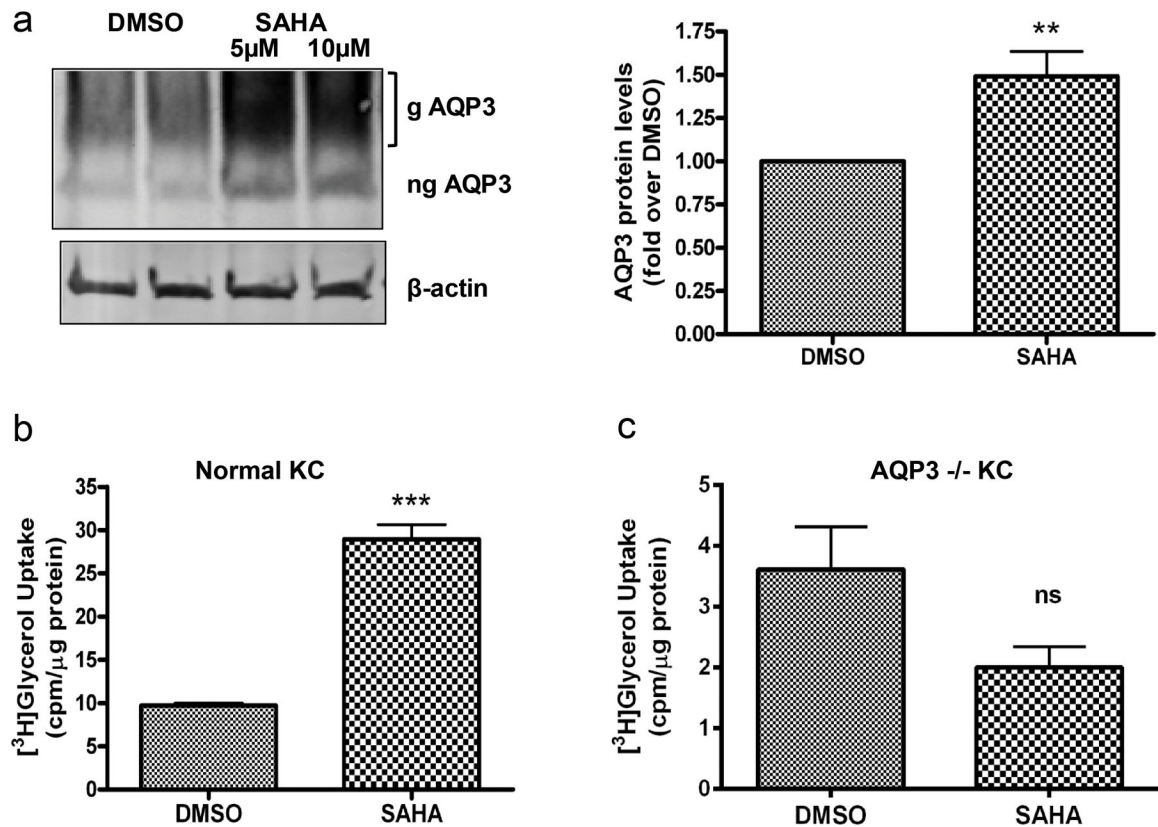 a
DMSO SAHA
5µM 10µM
g AQP3
ng AQP3
β-actin
AQP3 protein levels
(fold over DMSO)
1.75
1.50
1.25
1.00
0.75
0.50
0.25
0.00
**
DMSO SAHA
b
Normal KC
[³H]Glycerol Uptake
(cpm/µg protein)
35
30
25
20
15
10
5
0
***
DMSO SAHA
c
AQP3 -/- KC
[³H]Glycerol Uptake
(cpm/µg protein)
5
4
3
2
1
0
ns
DMSO SAHA